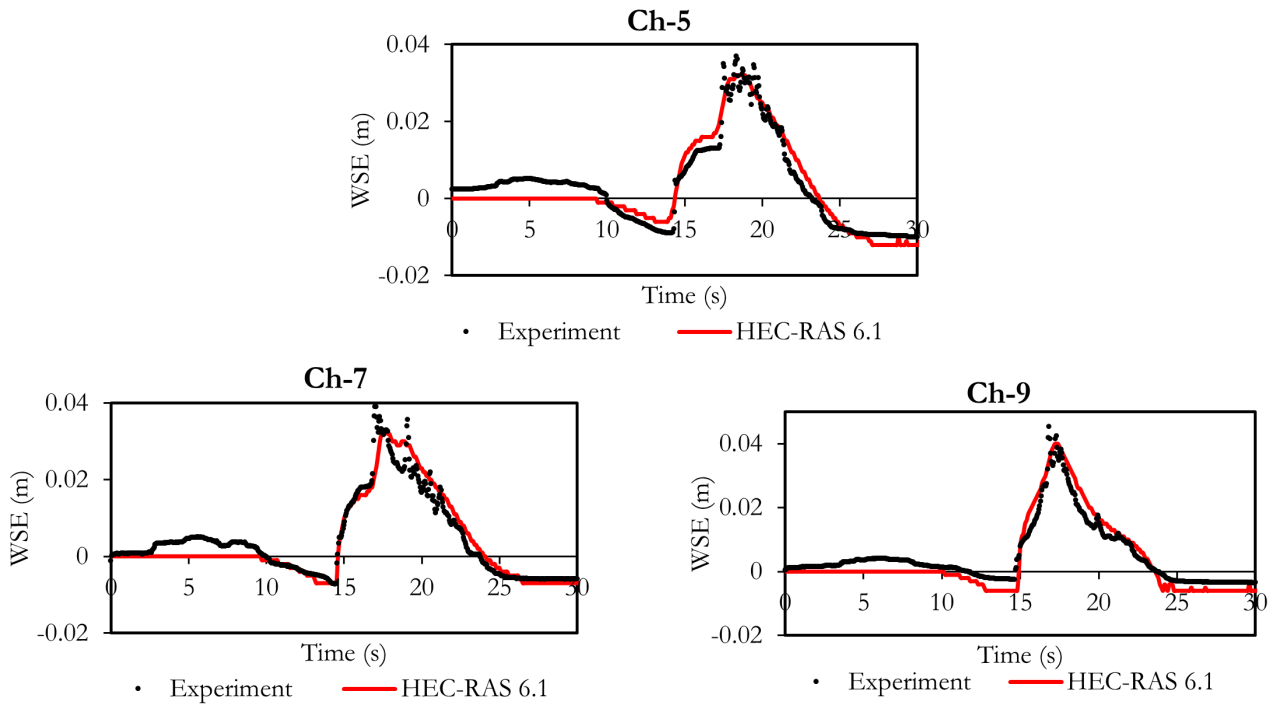 Ch-5
0.04
0.02
0
-0.02
WSE (m)
0 5 10 15 20 25 30
Time (s)
Experiment HEC-RAS 6.1
Ch-7
0.04
0.02
0
-0.02
WSE (m)
0 5 10 15 20 25 30
Time (s)
Experiment HEC-RAS 6.1
Ch-9
0.04
0.02
0
-0.02
WSE (m)
0 5 10 15 20 25 30
Time (s)
Experiment HEC-RAS 6.1